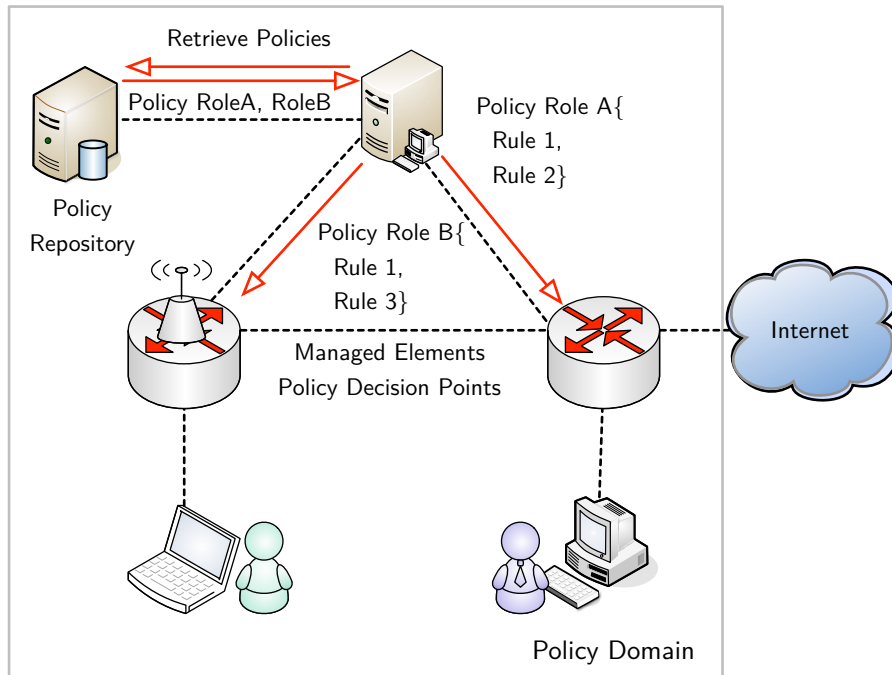 Retrieve Policies
Policy RoleA, RoleB
Policy Role A{
Rule 1,
Rule 2}
Policy
Repository
Policy Role B{
Rule 1,
Rule 3}
Internet
Managed Elements
Policy Decision Points
Policy Domain